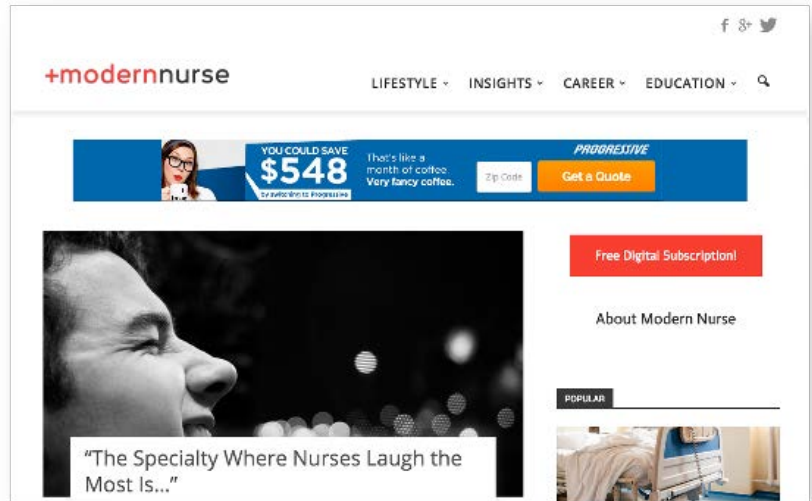 +modernnurse
LIFESTYLE
INSIGHTS
CAREER
EDUCATION
YOU COULD SAVE
$548
by switching to Progressive
That's like a
month of coffee.
Very fancy coffee.
Zip Code
PROGRESSIVE
Get a Quote
Free Digital Subscription!
About Modern Nurse
POPULAR
“The Specialty Where Nurses Laugh the
Most Is...”